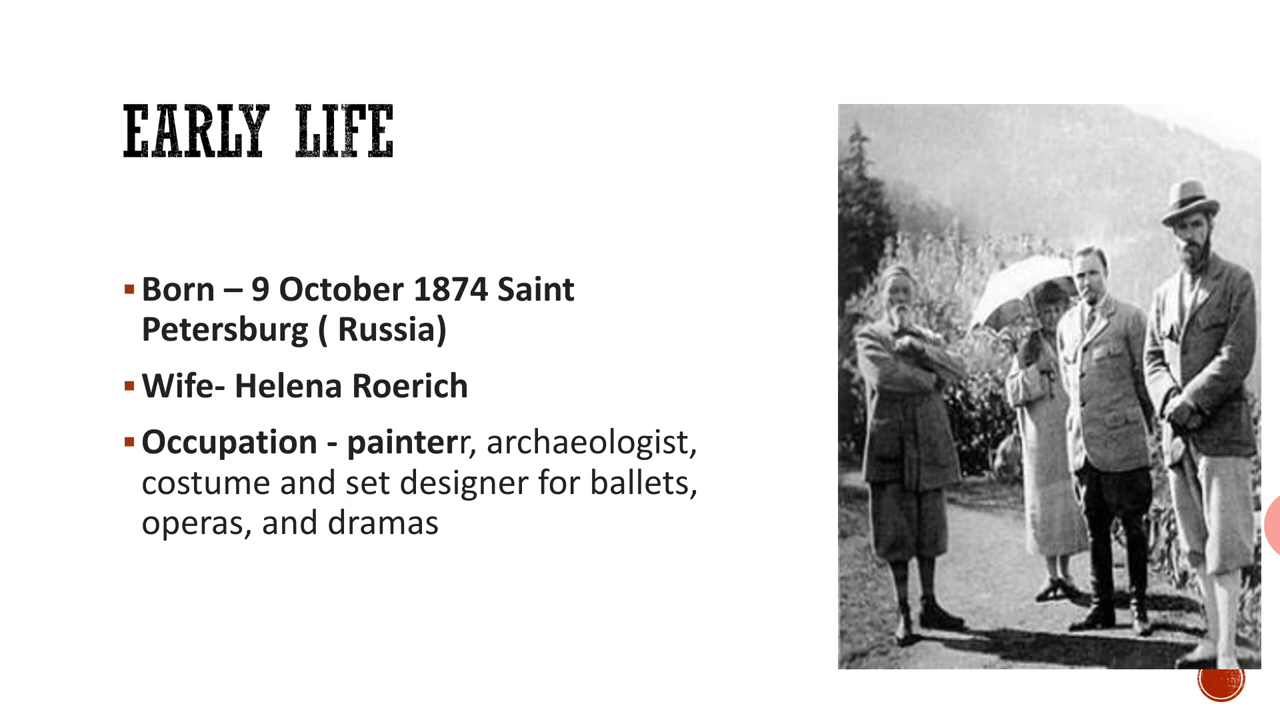 EARLY LIFE
Born – 9 October 1874 Saint
Petersburg ( Russia)
Wife- Helena Roerich
Occupation - painterr, archaeologist,
costume and set designer for ballets,
operas, and dramas